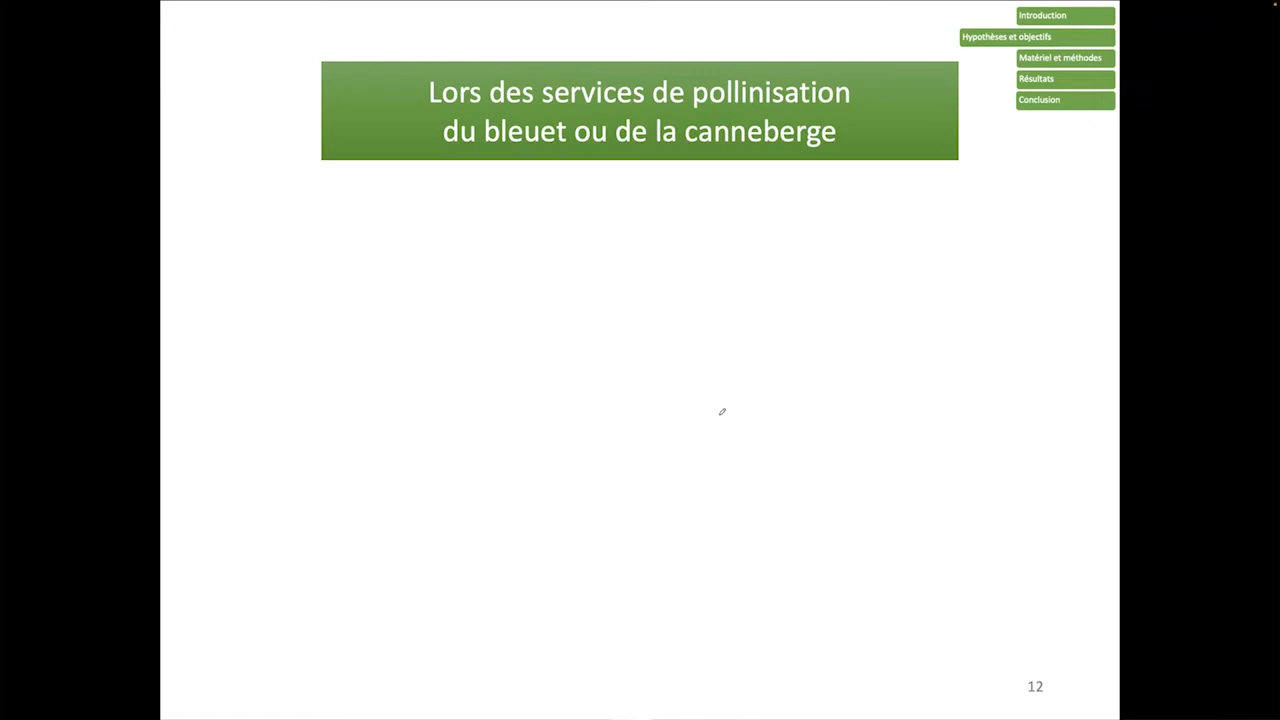 Introduction
Hypothèses et objectifs
Matériel et méthodes
Résultats
Conclusion
Lors des services de pollinisation
du bleuet ou de la canneberge
12